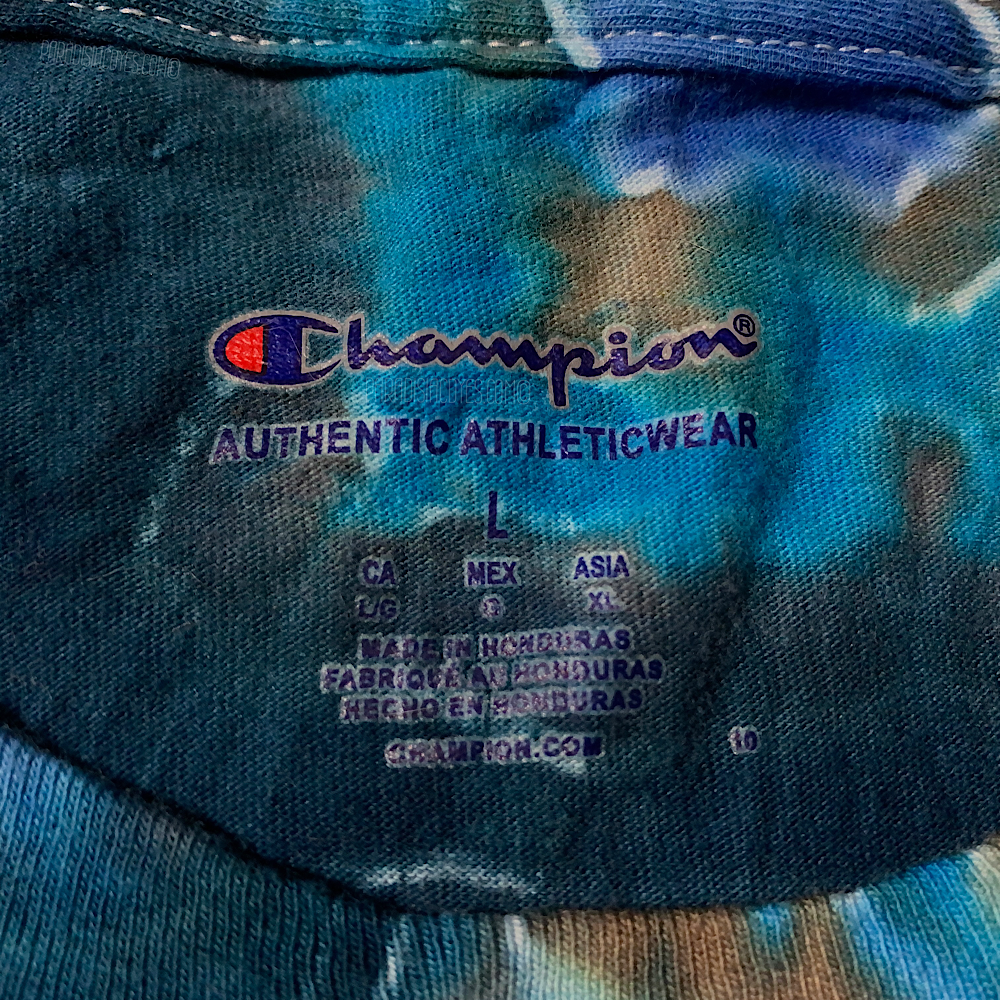 Champion®
AUTHENTIC ATHLETICWEAR
L
CA MEX ASIA
L/G G XL
MADE IN HONDURAS
FABRIQUÉ AU HONDURAS
HECHO EN HONDURAS
CHAMPION.COM 10